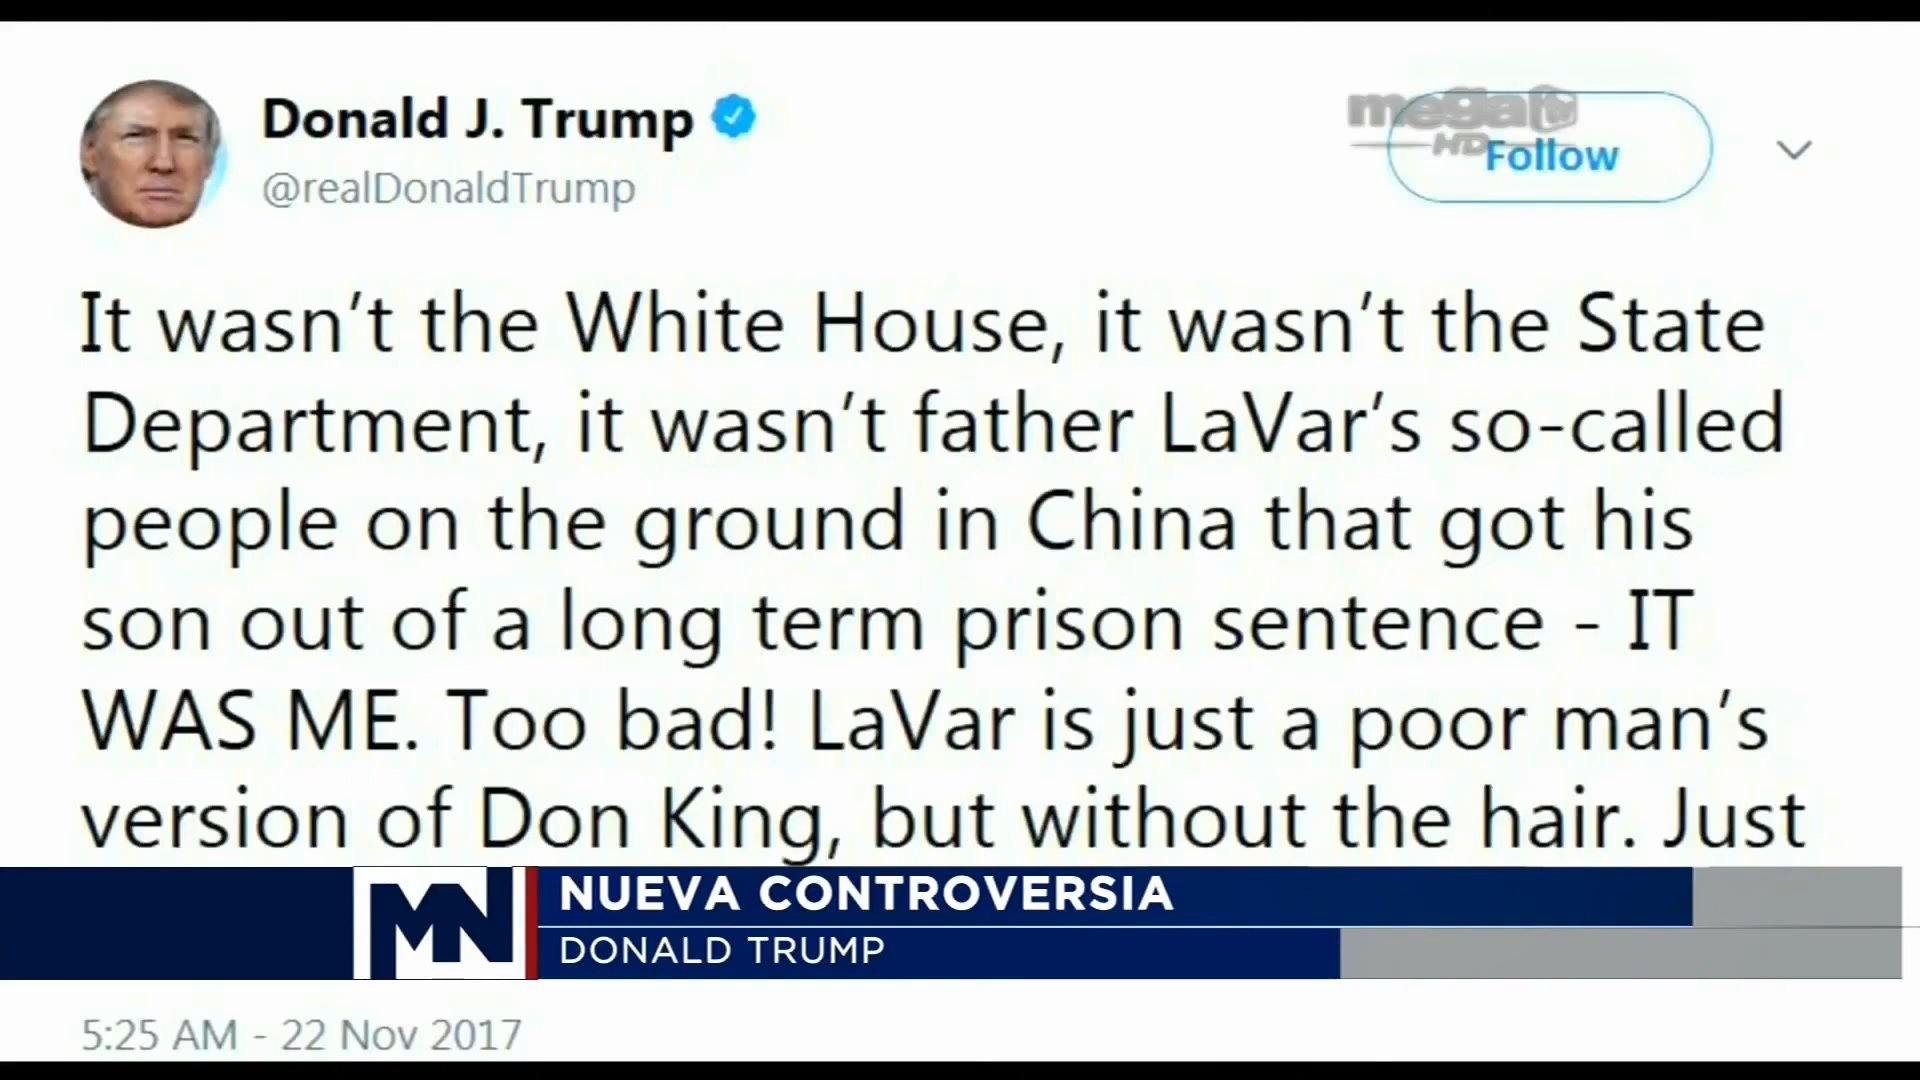 Donald J. Trump
@realDonaldTrump
mega tv
HD
Follow
It wasn’t the White House, it wasn’t the State
Department, it wasn’t father LaVar’s so-called
people on the ground in China that got his
son out of a long term prison sentence - IT
WAS ME. Too bad! LaVar is just a poor man’s
version of Don King, but without the hair. Just
MN
NUEVA CONTROVERSIA
DONALD TRUMP
5:25 AM - 22 Nov 2017